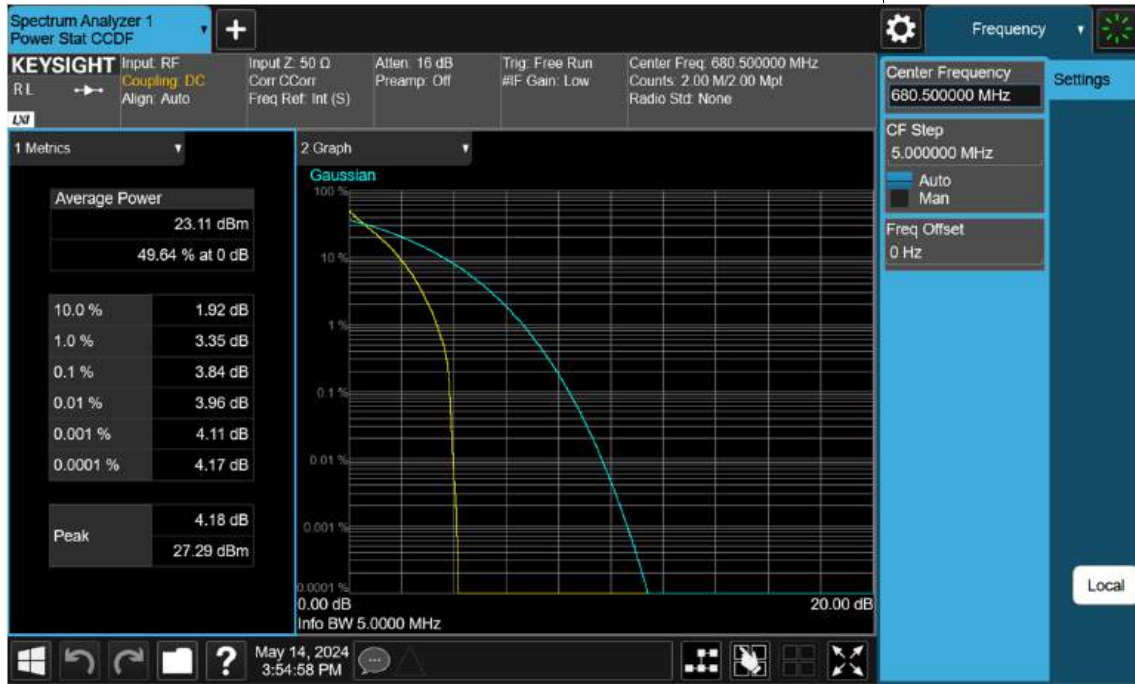 Spectrum Analyzer 1
Power Stat CCDF
+
Frequency
KEYSIGHT
R L
LXI
Input: RF
Coupling: DC
Align: Auto
Input Z: 50 Ω
Corr CCorr
Freq Ref: Int (S)
Atten: 16 dB
Preamp: Off
Trig: Free Run
#IF Gain: Low
Center Freq: 680.500000 MHz
Counts: 2.00 M/2.00 Mpt
Radio Std: None
Center Frequency
680.500000 MHz
Settings
CF Step
5.000000 MHz
Auto
Man
Freq Offset
0 Hz
1 Metrics
Average Power
23.11 dBm
49.64 % at 0 dB
10.0 % 1.92 dB
1.0 % 3.35 dB
0.1 % 3.84 dB
0.01 % 3.96 dB
0.001 % 4.11 dB
0.0001 % 4.17 dB
Peak
4.18 dB
27.29 dBm
2 Graph
Gaussian
100 %
10 %
1 %
0.1 %
0.01 %
0.001 %
0.0001 %
0.00 dB 20.00 dB
Info BW 5.0000 MHz
Local
?
May 14, 2024
3:54:58 PM